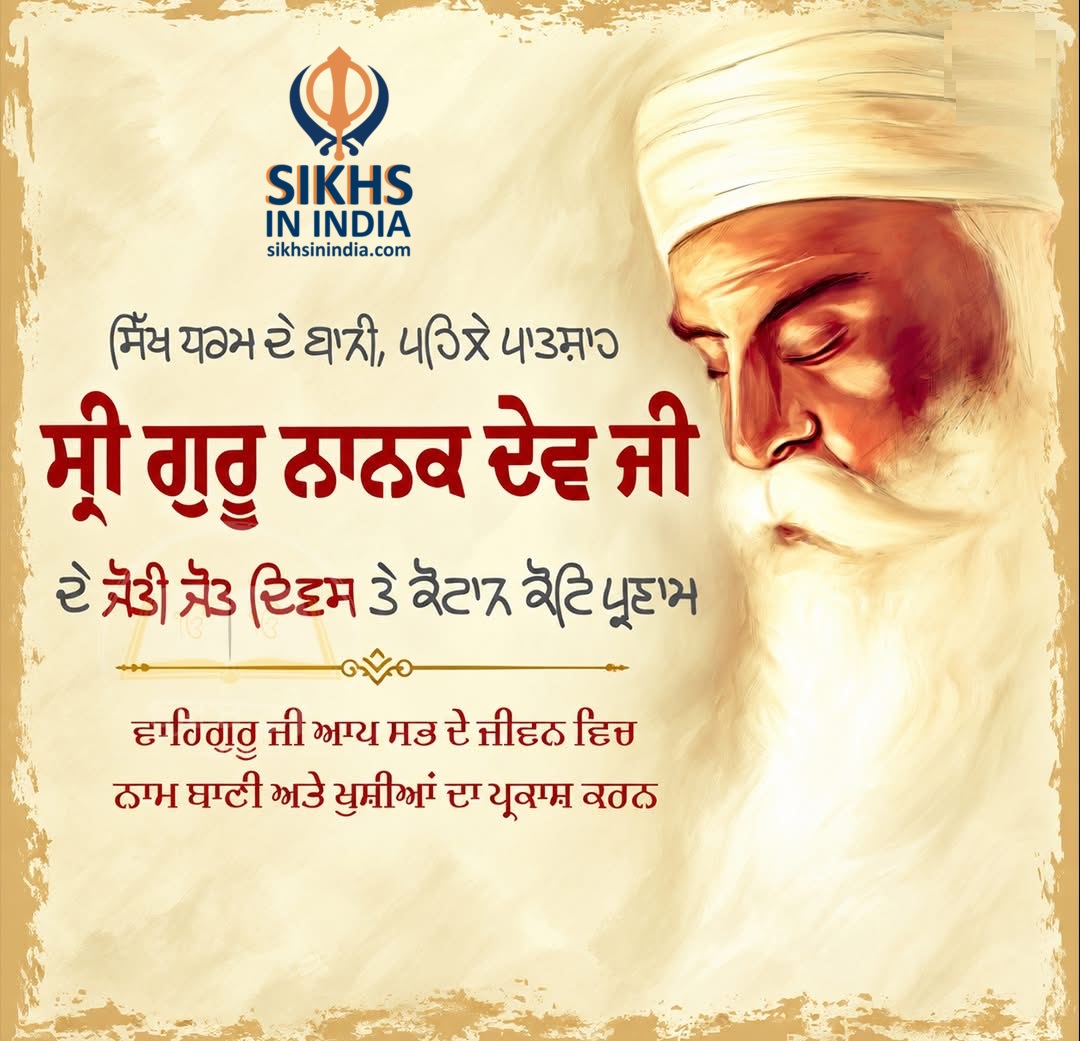 SIKHS
IN INDIA
sikhsinindia.com
ਸਿੱਖ ਧਰਮ ਦੇ ਬਾਨੀ, ਪਹਿਲੇ ਪਾਤਸ਼ਾਹ
ਸ੍ਰੀ ਗੁਰੂ ਨਾਨਕ ਦੇਵ ਜੀ
ਦੇ ਜੋਤੀ ਜੋਤ ਦਿਵਸ ਤੇ ਕੋਟਾਨ ਕੋਟਿ ਪ੍ਰਣਾਮ
ਵਾਹਿਗੁਰੂ ਜੀ ਆਪ ਸਭ ਦੇ ਜੀਵਨ ਵਿਚ
ਨਾਮ ਬਾਣੀ ਅਤੇ ਖੁਸ਼ੀਆਂ ਦਾ ਪ੍ਰਕਾਸ਼ ਕਰਨ